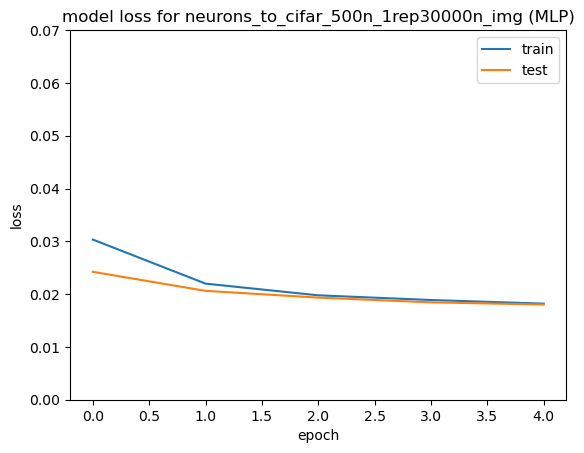 model loss for neurons_to_cifar_500n_1rep30000n_img (MLP)
0.07
0.06
0.05
0.04
0.03
0.02
0.01
0.00
loss
train
test
0.0 0.5 1.0 1.5 2.0 2.5 3.0 3.5 4.0
epoch